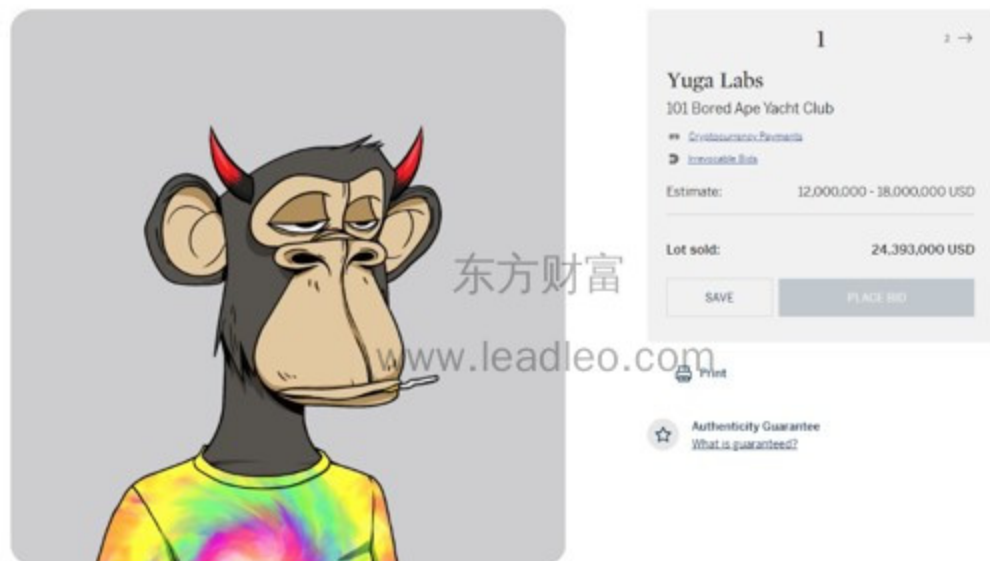 1
2 →
Yuga Labs
101 Bored Ape Yacht Club
Cryptocurrency Payments
Irrevocable Bids
Estimate: 12,000,000 - 18,000,000 USD
Lot sold: 24,393,000 USD
SAVE PLACE BID
东方财富
www.leadleo.com
Print
Authenticity Guarantee
What is guaranteed?